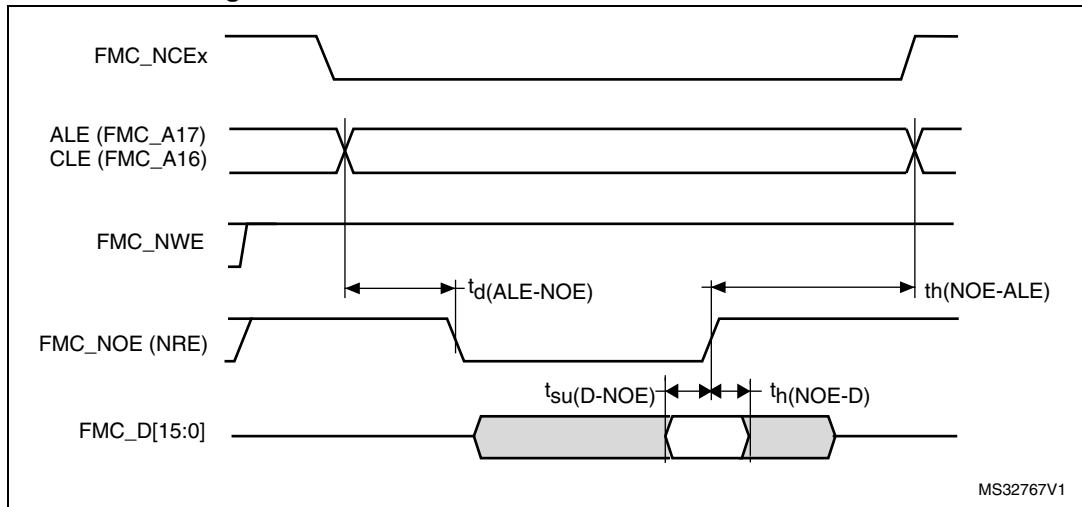 FMC_NCEx
ALE (FMC_A17)
CLE (FMC_A16)
FMC_NWE
td(ALE-NOE)
th(NOE-ALE)
FMC_NOE (NRE)
tsu(D-NOE)
th(NOE-D)
FMC_D[15:0]
MS32767V1